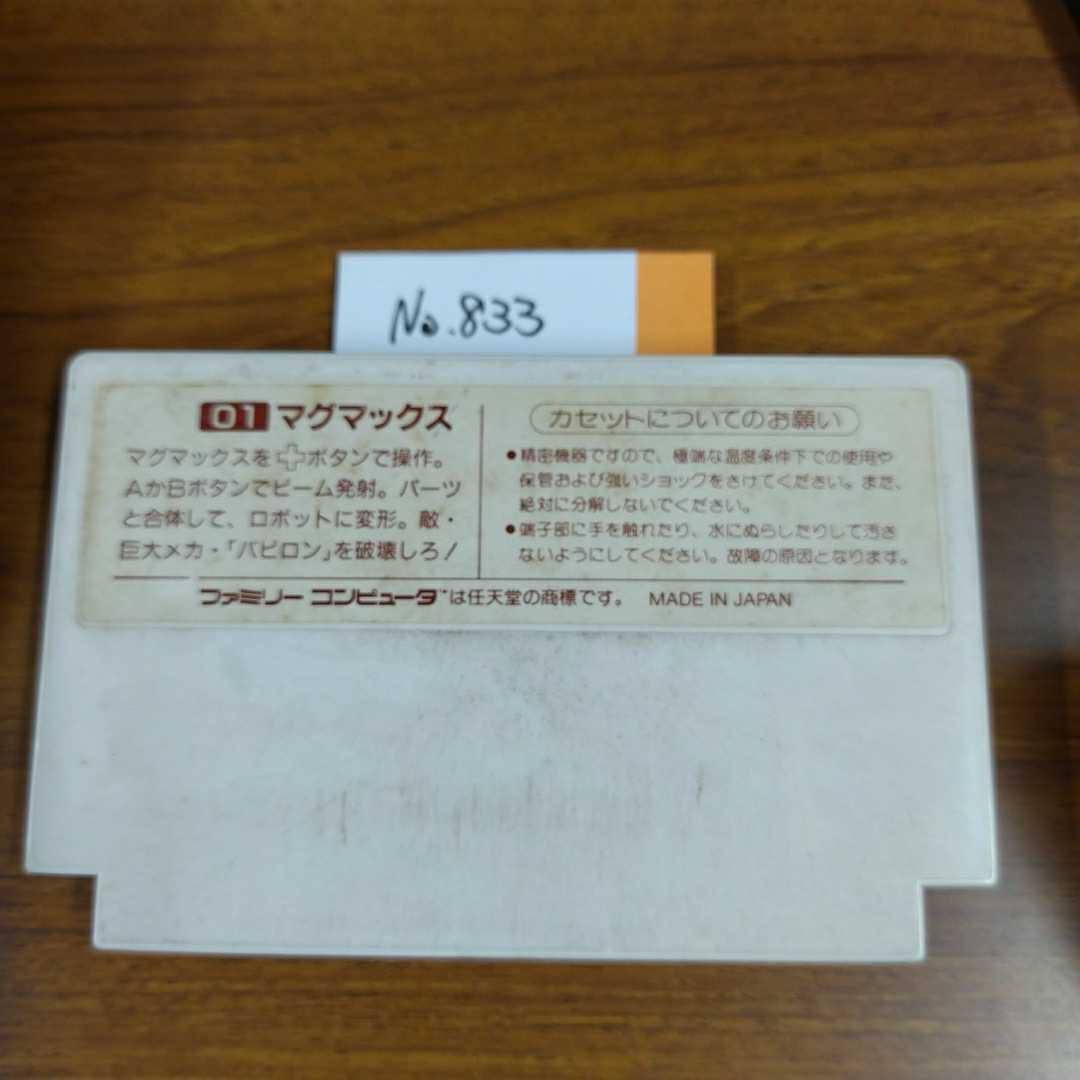 No.833
01 マグマックス
マグマックスを✚ボタンで操作。
AかBボタンでビーム発射。パーツ
と合体して、ロボットに変形。敵・
巨大メカ・「バビロン」を破壊しろ!
カセットについてのお願い
●精密機器ですので、極端な温度条件下での使用や
保管および強いショックをさけてください。また、
絶対に分解しないでください。
●端子部に手を触れたり、水にぬらしたりして汚さ
ないようにしてください。故障の原因となります。
ファミリーコンピュータ™は任天堂の商標です。 MADE IN JAPAN